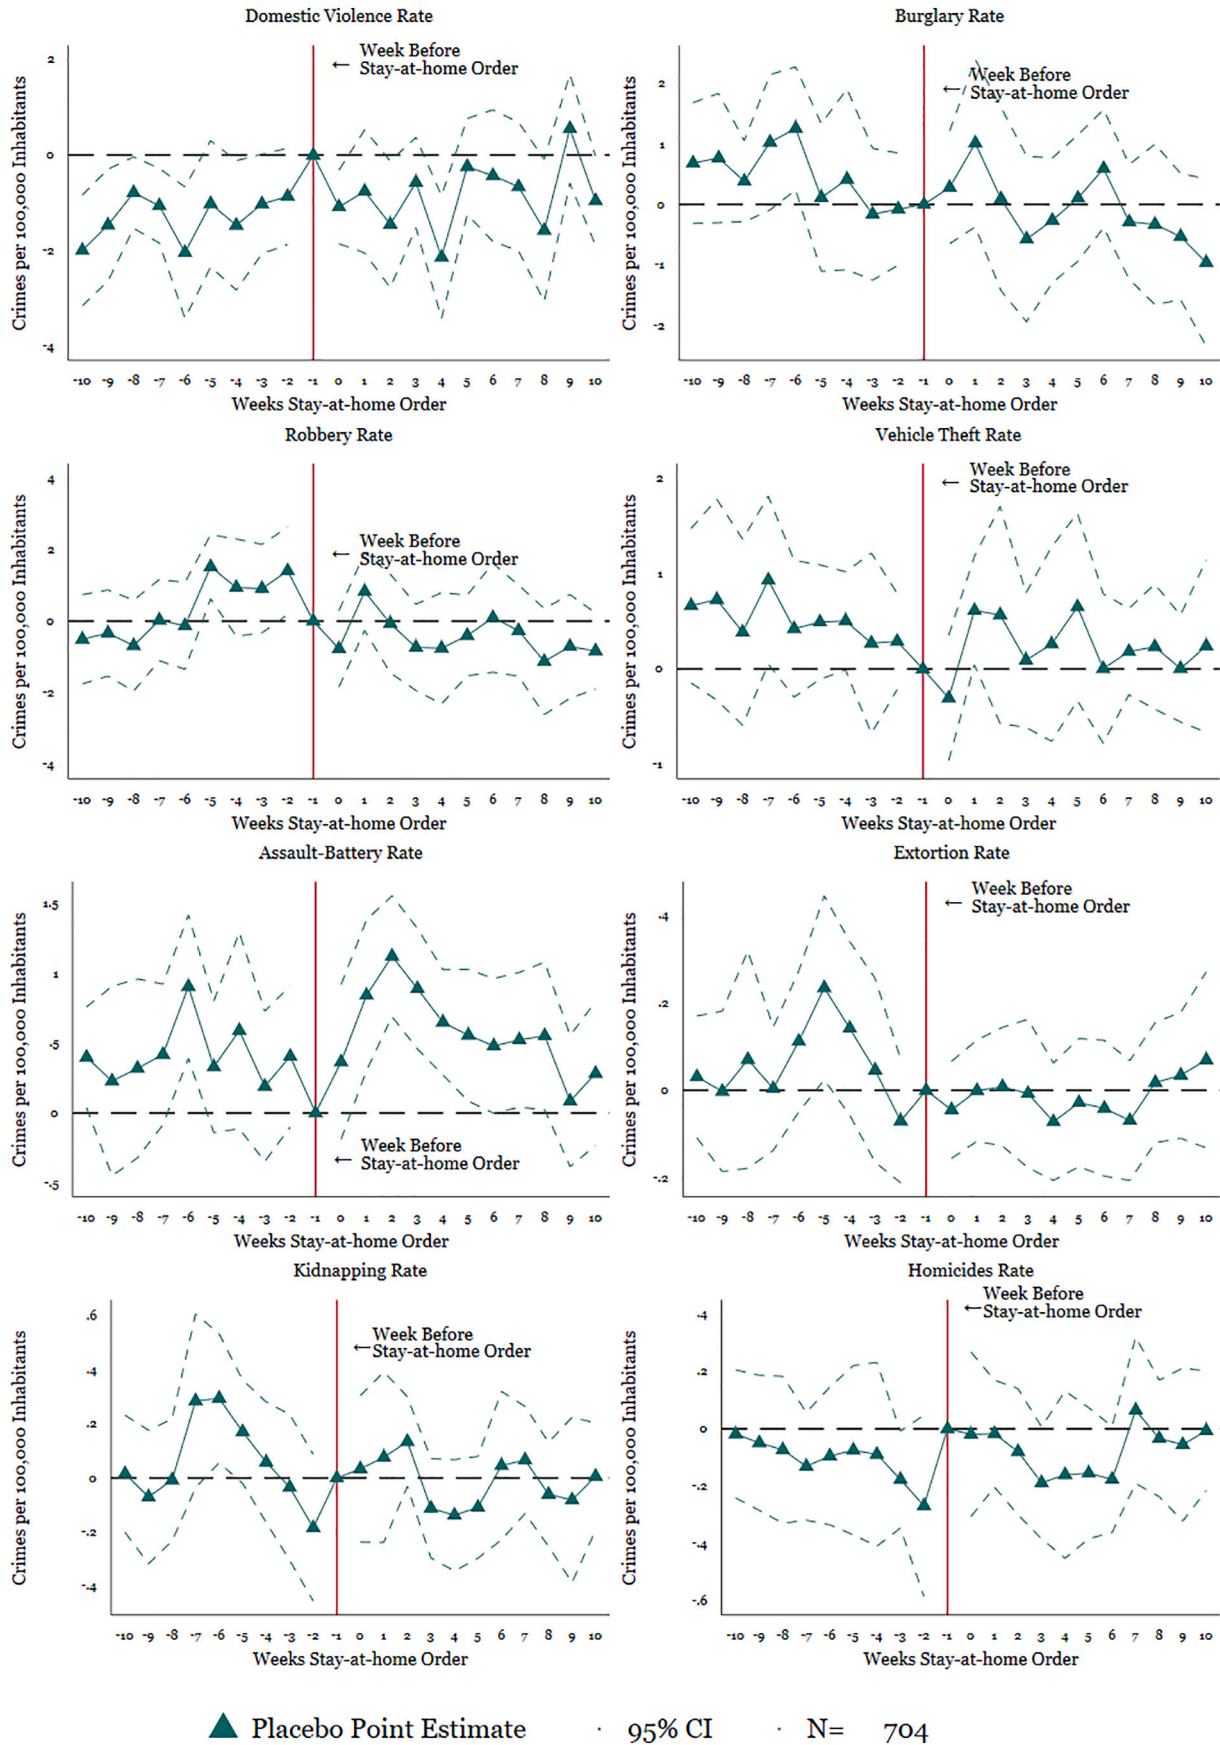 Domestic Violence Rate
Crimes per 100,000 Inhabitants
2
0
-2
-4
← Week Before
Stay-at-home Order
-10 -9 -8 -7 -6 -5 -4 -3 -2 -1 0 1 2 3 4 5 6 7 8 9 10
Weeks Stay-at-home Order
Burglary Rate
Crimes per 100,000 Inhabitants
2
1
0
-1
-2
Week Before
← Stay-at-home Order
-10 -9 -8 -7 -6 -5 -4 -3 -2 -1 0 1 2 3 4 5 6 7 8 9 10
Weeks Stay-at-home Order
Robbery Rate
Crimes per 100,000 Inhabitants
4
2
0
-2
-4
Week Before
← Stay-at-home Order
-10 -9 -8 -7 -6 -5 -4 -3 -2 -1 0 1 2 3 4 5 6 7 8 9 10
Weeks Stay-at-home Order
Vehicle Theft Rate
Crimes per 100,000 Inhabitants
2
1
0
-1
Week Before
← Stay-at-home Order
-10 -9 -8 -7 -6 -5 -4 -3 -2 -1 0 1 2 3 4 5 6 7 8 9 10
Weeks Stay-at-home Order
Assault-Battery Rate
Crimes per 100,000 Inhabitants
1.5
1
.5
0
-.5
Week Before
← Stay-at-home Order
-10 -9 -8 -7 -6 -5 -4 -3 -2 -1 0 1 2 3 4 5 6 7 8 9 10
Weeks Stay-at-home Order
Extortion Rate
Crimes per 100,000 Inhabitants
.4
.2
0
-.2
Week Before
← Stay-at-home Order
-10 -9 -8 -7 -6 -5 -4 -3 -2 -1 0 1 2 3 4 5 6 7 8 9 10
Weeks Stay-at-home Order
Kidnapping Rate
Crimes per 100,000 Inhabitants
.6
.4
.2
0
-.2
-.4
Week Before
← Stay-at-home Order
-10 -9 -8 -7 -6 -5 -4 -3 -2 -1 0 1 2 3 4 5 6 7 8 9 10
Weeks Stay-at-home Order
Homicides Rate
Crimes per 100,000 Inhabitants
.4
.2
0
-.2
-.4
-.6
Week Before
← Stay-at-home Order
-10 -9 -8 -7 -6 -5 -4 -3 -2 -1 0 1 2 3 4 5 6 7 8 9 10
Weeks Stay-at-home Order
Placebo Point Estimate · 95% CI · N= 704